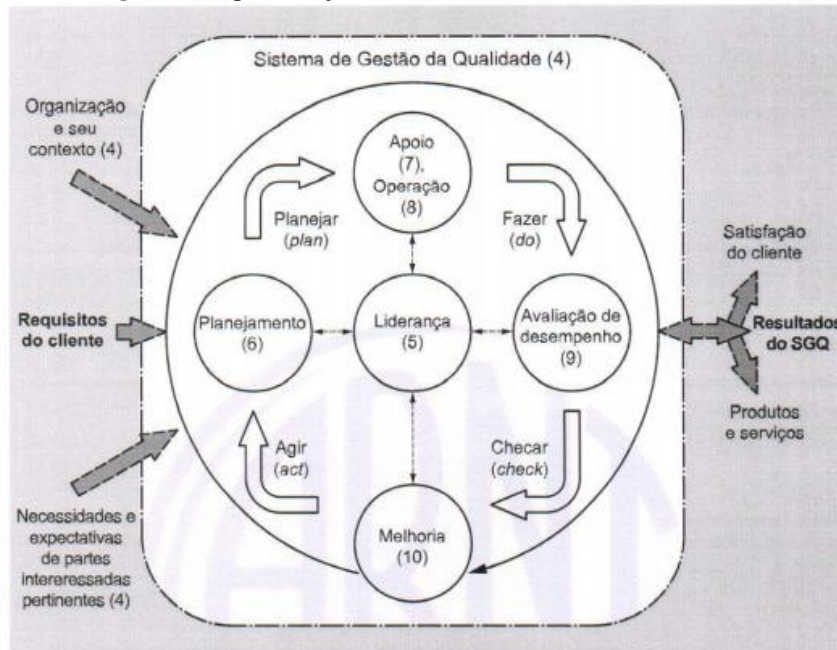 Sistema de Gestão da Qualidade (4)
Organização
e seu
contexto (4)
Apoio
(7),
Operação
(8)
Planejar
(plan)
Fazer
(do)
Satisfação
do cliente
Requisitos
do cliente
Planejamento
(6)
Liderança
(5)
Avaliação de
desempenho
(9)
Resultados
do SGQ
Agir
(act)
Checar
(check)
Produtos
e serviços
Melhoria
(10)
Necessidades e
expectativas
de partes
intereressadas
pertinentes (4)